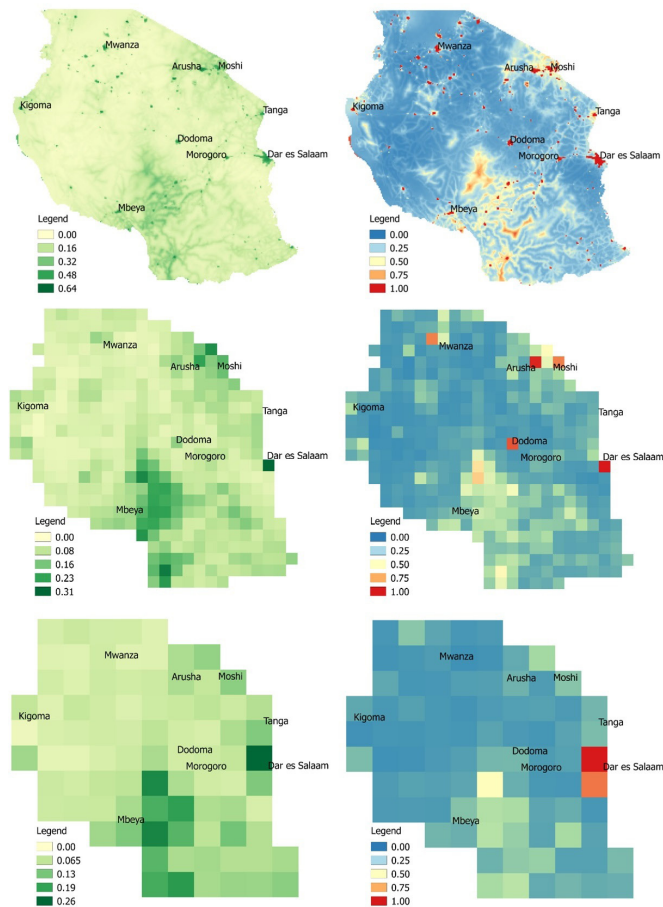 Mwanza
Arusha Moshi
Kigoma
Tanga
Dodoma
Morogoro Dar es Salaam
Mbeya
Legend
0.00
0.16
0.32
0.48
0.64
Mwanza
Arusha Moshi
Kigoma
Tanga
Dodoma
Morogoro Dar es Salaam
Mbeya
Legend
0.00
0.25
0.50
0.75
1.00
Mwanza
Arusha Moshi
Kigoma
Tanga
Dodoma
Morogoro Dar es Salaam
Mbeya
Legend
0.00
0.08
0.16
0.23
0.31
Mwanza
Arusha Moshi
Kigoma
Tanga
Dodoma
Morogoro Dar es Salaam
Mbeya
Legend
0.00
0.25
0.50
0.75
1.00
Mwanza
Arusha Moshi
Kigoma
Tanga
Dodoma
Morogoro Dar es Salaam
Mbeya
Legend
0.00
0.065
0.13
0.19
0.26
Mwanza
Arusha Moshi
Kigoma
Tanga
Dodoma
Morogoro Dar es Salaam
Mbeya
Legend
0.00
0.25
0.50
0.75
1.00